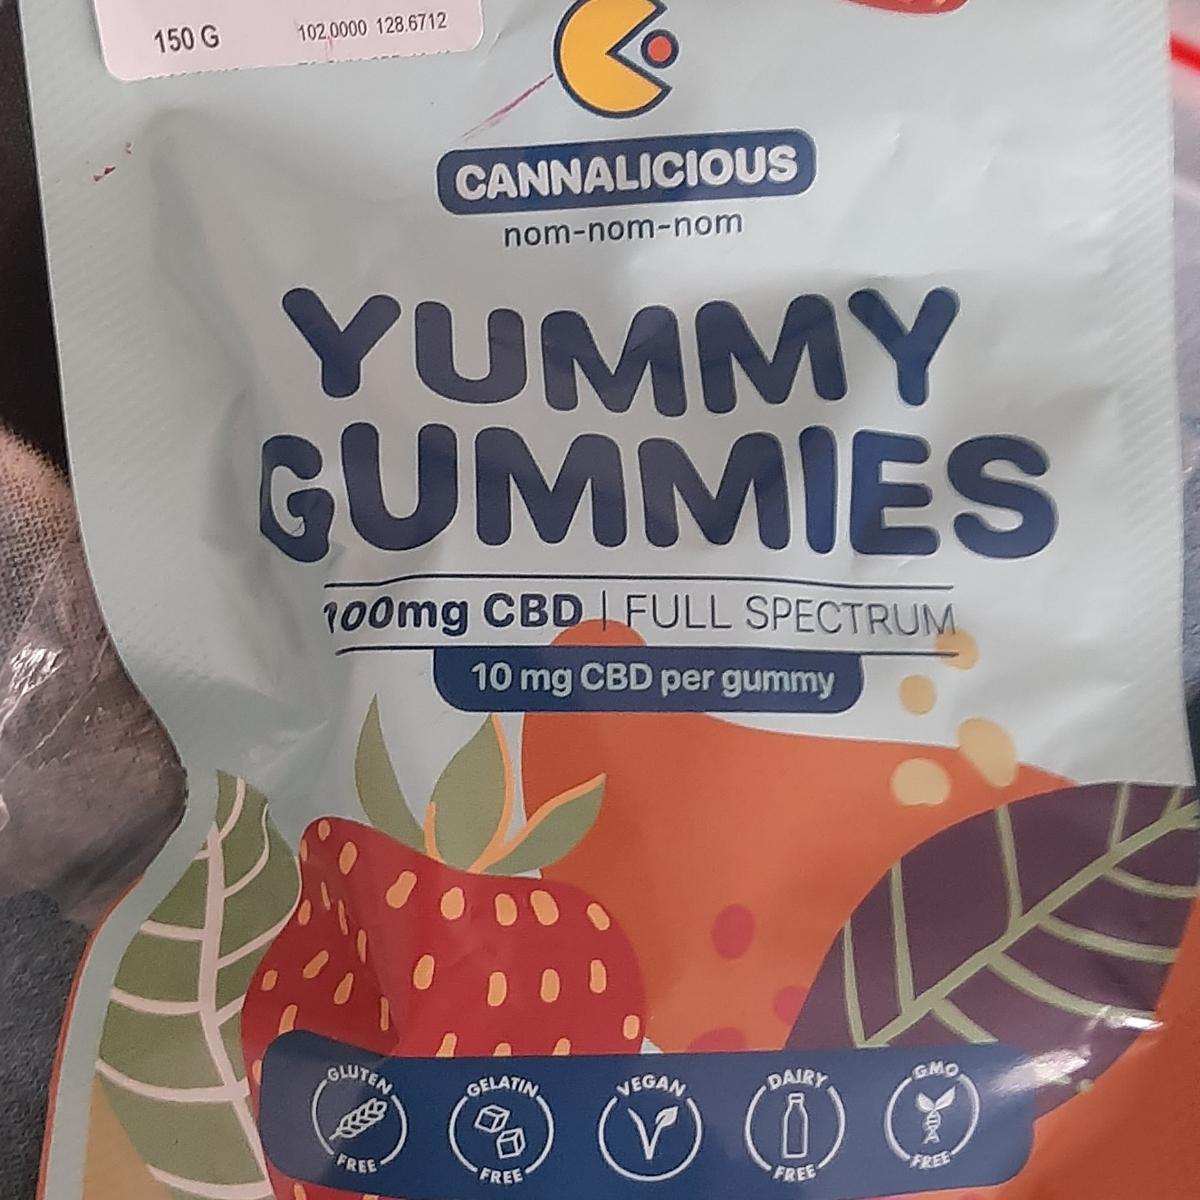 150 G 102,0000 128.6712
CANNALICIOUS
nom-nom-nom
YUMMY
GUMMIES
100mg CBD | FULL SPECTRUM
10 mg CBD per gummy
GLUTEN FREE
GELATIN FREE
VEGAN
DAIRY FREE
GMO FREE